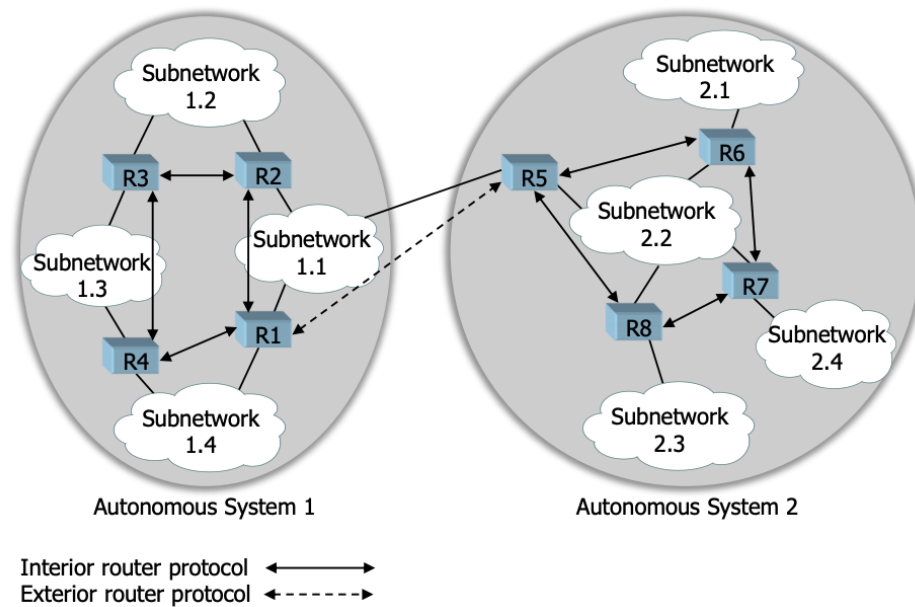 Subnetwork
1.2
R3
R2
Subnetwork
1.1
Subnetwork
1.3
R4
R1
Subnetwork
1.4
Autonomous System 1
Subnetwork
2.1
R6
R5
Subnetwork
2.2
R7
R8
Subnetwork
2.4
Subnetwork
2.3
Autonomous System 2
Interior router protocol
Exterior router protocol